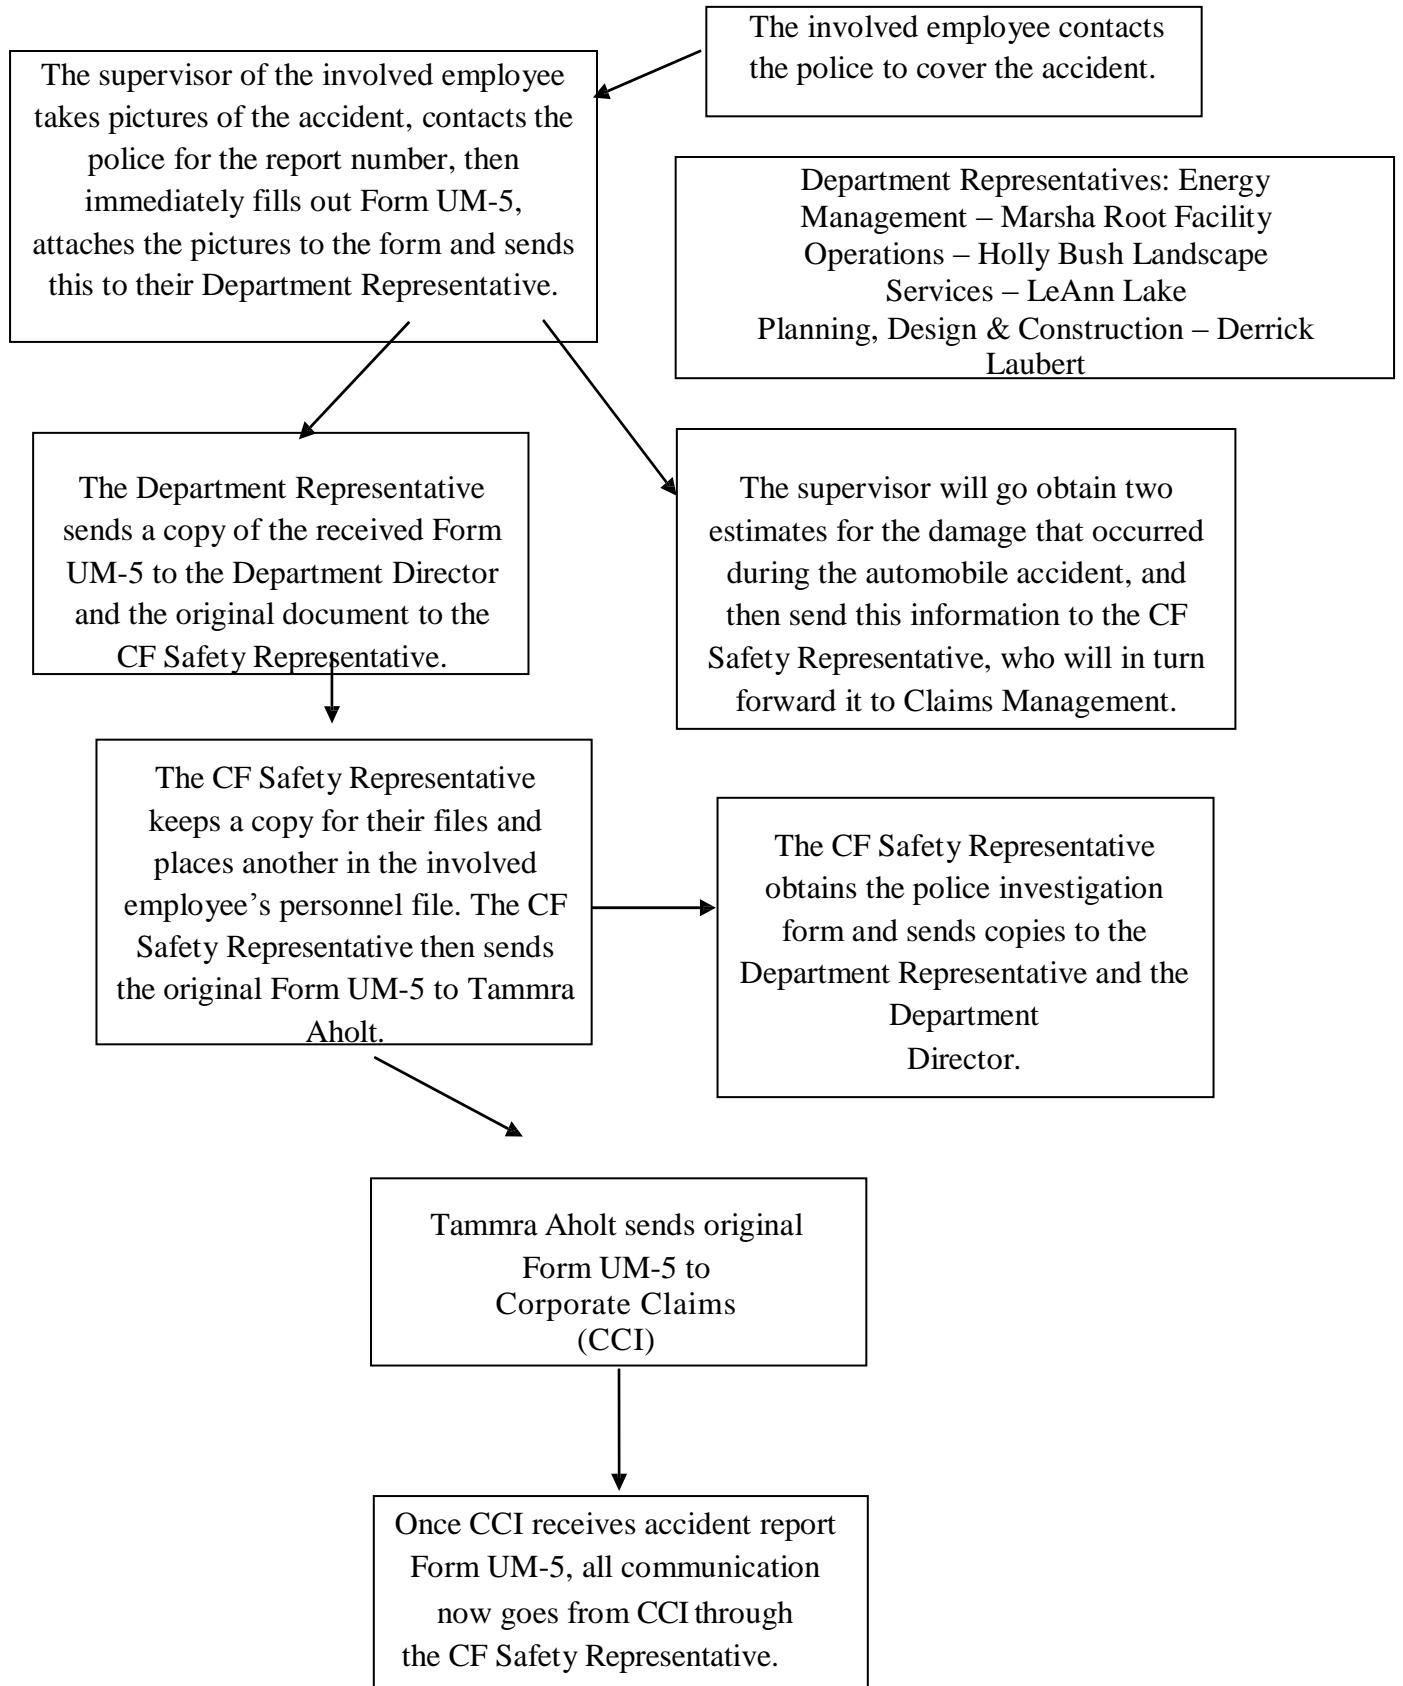 The involved employee contacts
the police to cover the accident.
The supervisor of the involved employee
takes pictures of the accident, contacts the
police for the report number, then
immediately fills out Form UM-5,
attaches the pictures to the form and sends
this to their Department Representative.
Department Representatives: Energy
Management – Marsha Root Facility
Operations – Holly Bush Landscape
Services – LeAnn Lake
Planning, Design & Construction – Derrick
Laubert
The Department Representative
sends a copy of the received Form
UM-5 to the Department Director
and the original document to the
CF Safety Representative.
The supervisor will go obtain two
estimates for the damage that occurred
during the automobile accident, and
then send this information to the CF
Safety Representative, who will in turn
forward it to Claims Management.
The CF Safety Representative
keeps a copy for their files and
places another in the involved
employee’s personnel file. The CF
Safety Representative then sends
the original Form UM-5 to Tammra
Aholt.
The CF Safety Representative
obtains the police investigation
form and sends copies to the
Department Representative and the
Department
Director.
Tammra Aholt sends original
Form UM-5 to
Corporate Claims
(CCI)
Once CCI receives accident report
Form UM-5, all communication
now goes from CCI through
the CF Safety Representative.